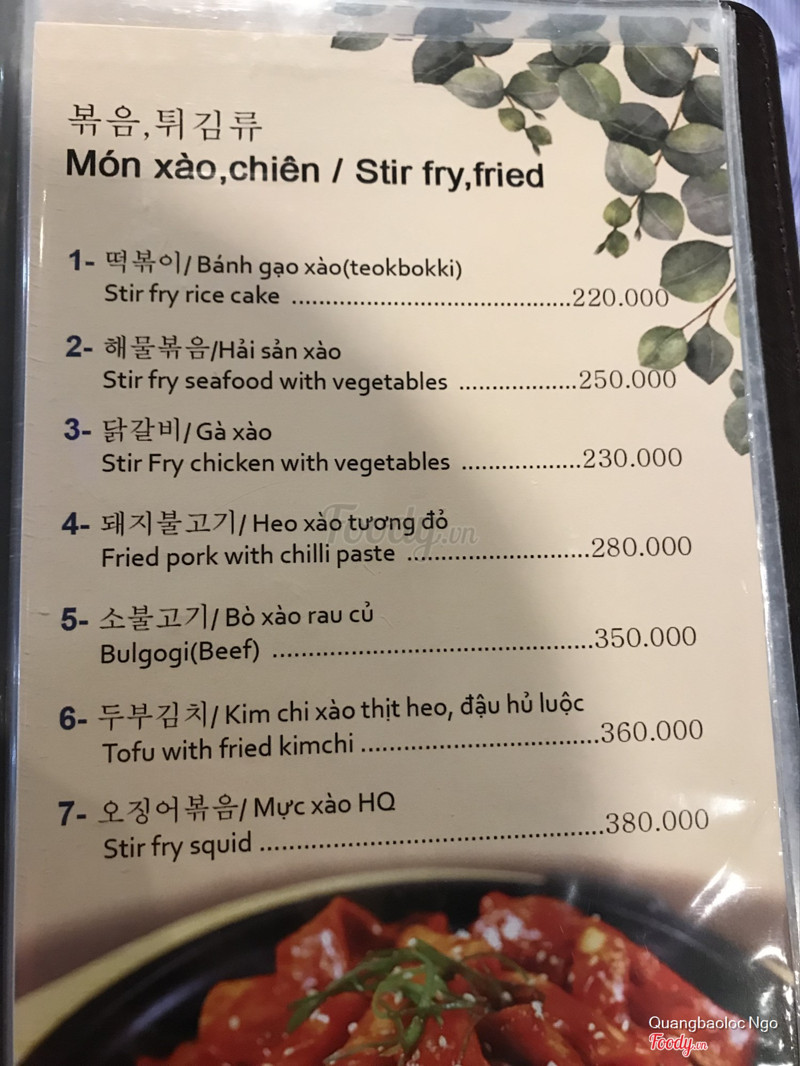 볶음,튀김류
Món xào,chiên / Stir fry,fried
1- 떡볶이/ Bánh gạo xào(teokbokki)
Stir fry rice cake ........................................220.000
2- 해물볶음/Hải sản xào
Stir fry seafood with vegetables .................250.000
3- 닭갈비/ Gà xào
Stir Fry chicken with vegetables .................230.000
4- 돼지불고기/ Heo xào tương đỏ
Fried pork with chilli paste ..........................280.000
5- 소불고기/ Bò xào rau củ
Bulgogi(Beef) .............................................350.000
6- 두부김치/ Kim chi xào thịt heo, đậu hủ luộc
Tofu with fried kimchi ..................................360.000
7- 오징어볶음/ Mực xào HQ
Stir fry squid .................................................380.000
Foody.vn
Quangbaoloc Ngo
Foody.vn